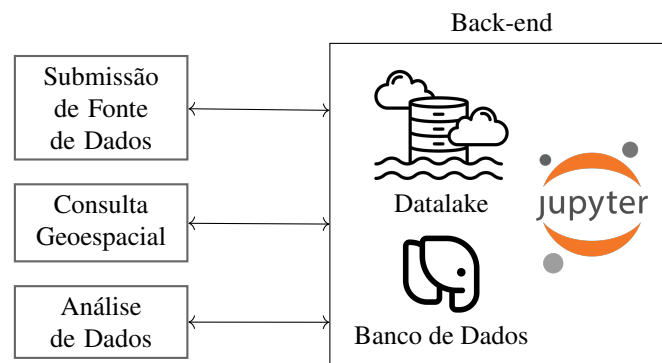 Back-end
Submissão
de Fonte
de Dados
Consulta
Geoespacial
Análise
de Dados
Datalake
jupyter
Banco de Dados